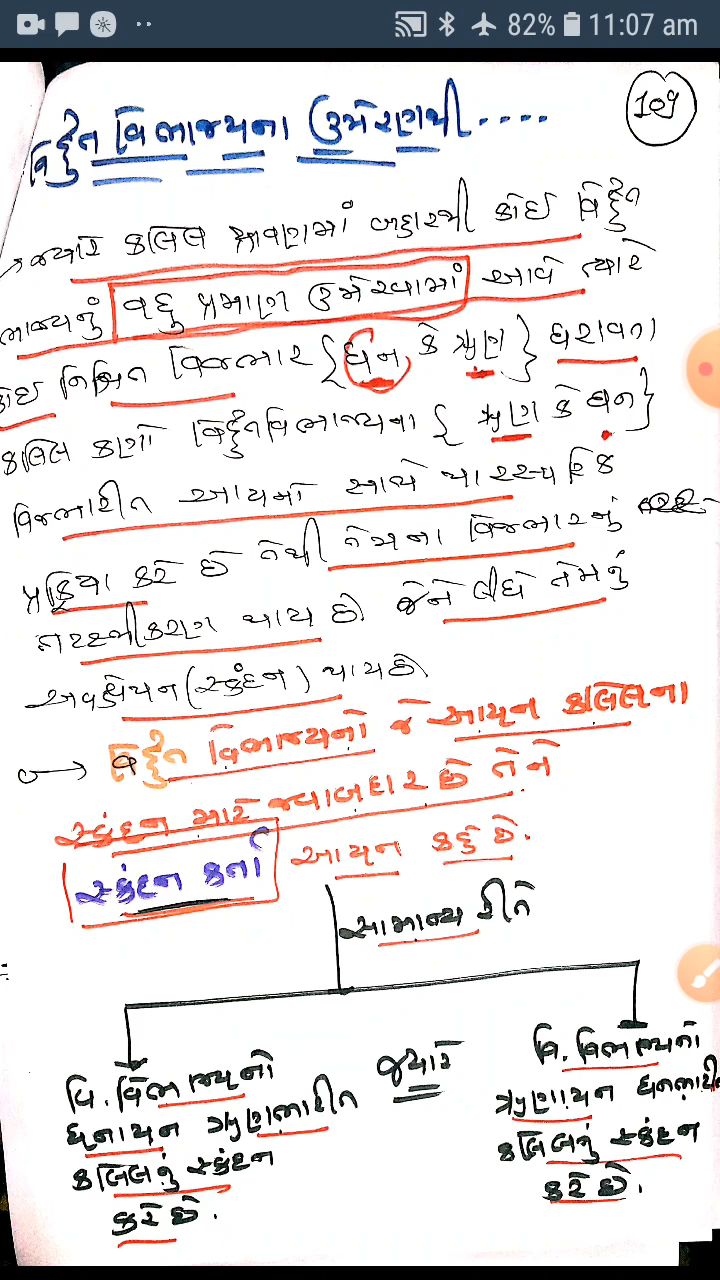 82% 11:07 am
109
વિદ્યુત વિભાજ્યના ઉમેરણથી.....
→ જ્યારે કલિલ દ્રાવણમાં બહારથી કોઈ વિદ્યુત
ભાજ્યનું વધુ પ્રમાણ ઉમેરવામાં આવે ત્યારે
કોઈ નિશ્ચિત વિજભાર {ધન કે ઋણ} ધરાવતા
કલિલ કણો વિદ્યુતવિભાજ્યના {ઋણ કે ધન}
વિજભારીત આયનો સાથે પારસ્પરિક
પ્રક્રિયા કરે છે તેથી તેમના વિજભારનું
તટસ્થીકરણ થાય છે. જેને લીધે તેમનું
અવક્ષેપન (સ્કંદન) થાય છે.
→ વિદ્યુત વિભાજ્યનો જે આયન કલિલના
સ્કંદન માટે જવાબદાર છે તેને
સ્કંદન કર્તા આયન કહે છે.
સામાન્ય રીતે
વિ. વિભાજ્યનો
ધનાયન ઋણભારીત
કલિલનું સ્કંદન
કરે છે.
જ્યારે
વિ. વિભાજ્યનો
ઋણાયન ધનભારીત
કલિલનું સ્કંદન
કરે છે.